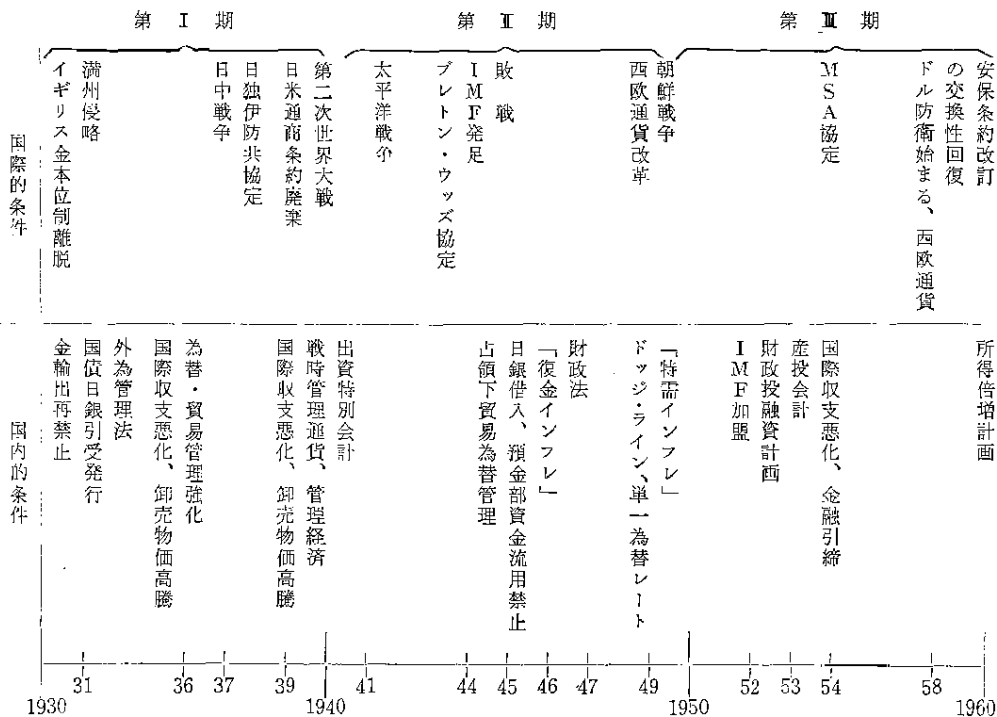 第 Ⅰ 期
第 Ⅱ 期
第 Ⅲ 期
国際的条件
イギリス金本位制離脱
満州侵略
日中戦争
日独伊防共協定
日米通商条約廃棄
第二次世界大戦
太平洋戦争
ブレトン・ウッズ協定
IMF発足
敗戦
西欧通貨改革
朝鮮戦争
MSA協定
ドル防衛始まる、西欧通貨
の交換性回復
安保条約改訂
国内的条件
金輸出再禁止
国債日銀引受発行
外為管理法
国際収支悪化、卸売物価高騰
為替・貿易管理強化
国際収支悪化、卸売物価高騰
戦時管理通貨、管理経済
出資特別会計
占領下貿易為替管理
日銀借入、預金部資金流用禁止
「復金インフレ」
財政法
ドッジ・ライン、単一為替レート
「特需インフレ」
IMF加盟
財政投融資計画
産投会計
国際収支悪化、金融引締
所得倍増計画
1930 31 36 37 39 1940 41 44 45 46 47 49 1950 52 53 54 58 1960